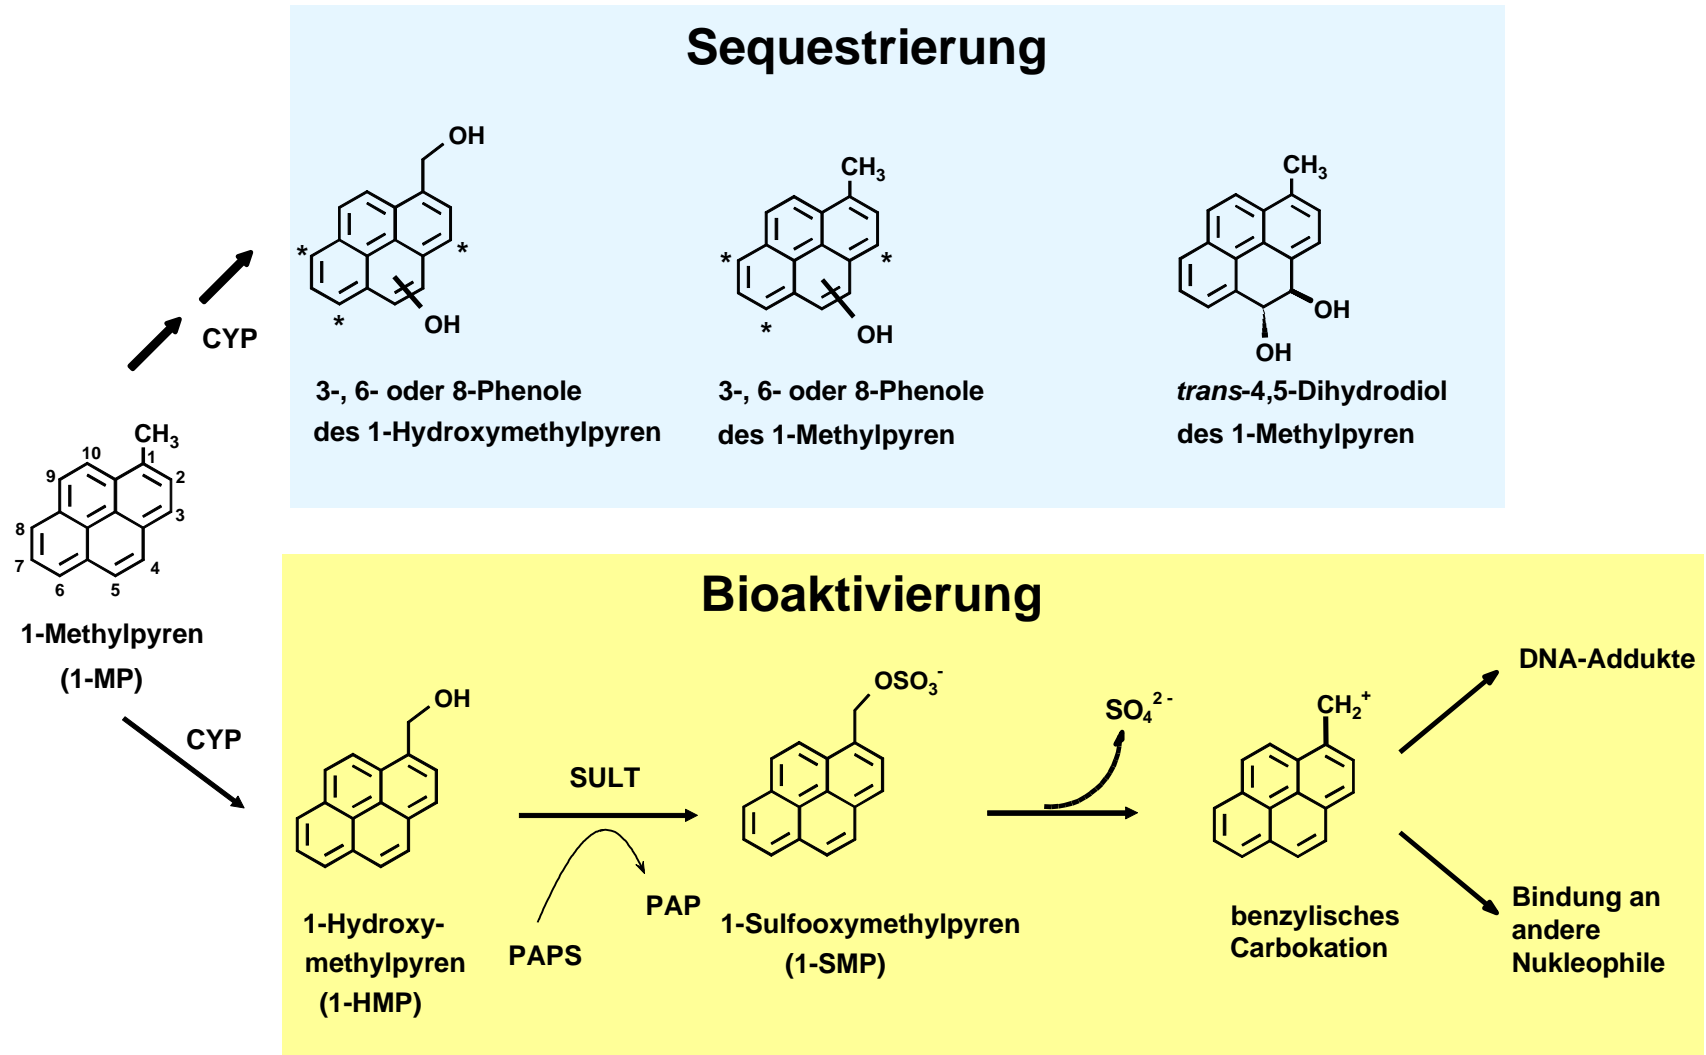 Sequestrierung
OH
* *
*
OH
3-, 6- oder 8-Phenole
des 1-Hydroxymethylpyren
CH3
* *
*
OH
3-, 6- oder 8-Phenole
des 1-Methylpyren
CH3
OH
OH
trans-4,5-Dihydrodiol
des 1-Methylpyren
CYP
CH3
10 1
9 2
8 3
7 4
6 5
1-Methylpyren
(1-MP)
CYP
Bioaktivierung
OH
1-Hydroxy-
methylpyren
(1-HMP)
SULT
PAPS
PAP
OSO3-
1-Sulfooxymethylpyren
(1-SMP)
SO4 2-
CH2+
benzylisches
Carbokation
DNA-Addukte
Bindung an
andere
Nukleophile